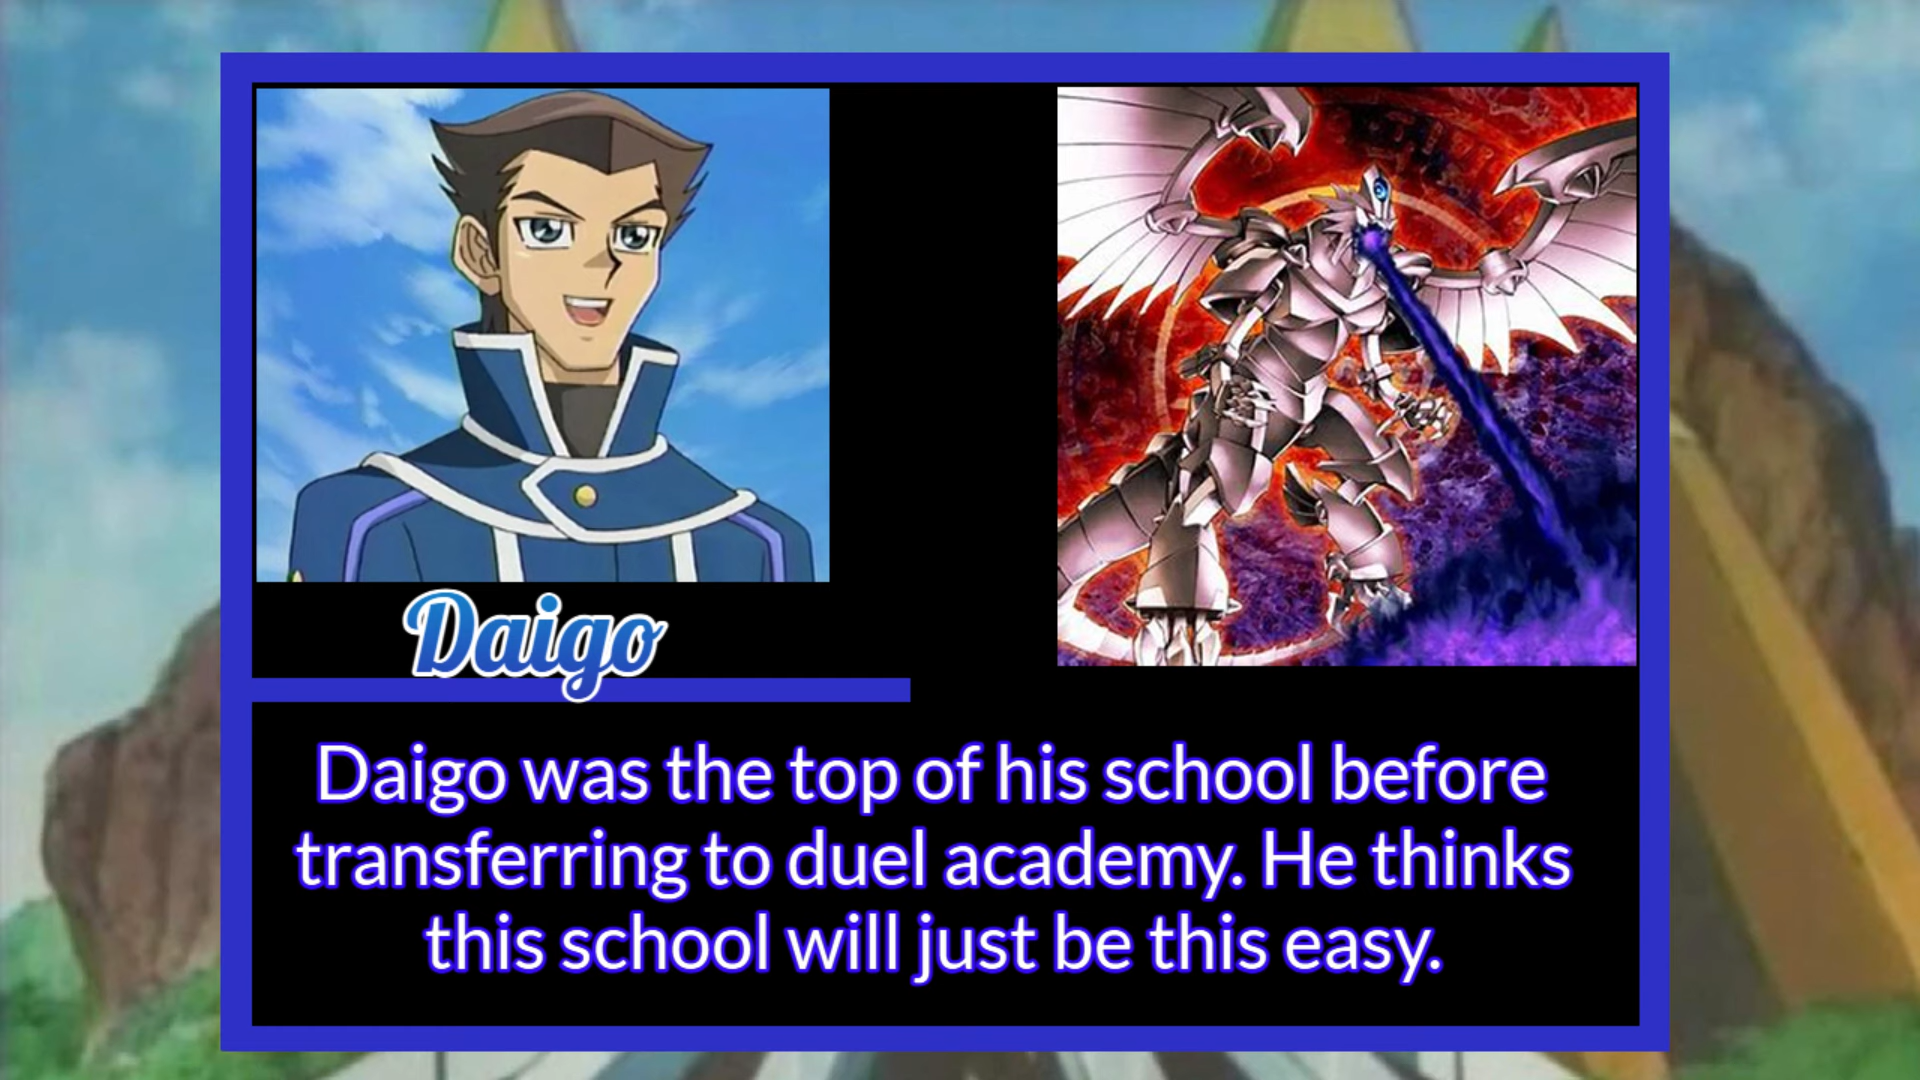 Daigo
Daigo was the top of his school before
transferring to duel academy. He thinks
this school will just be this easy.